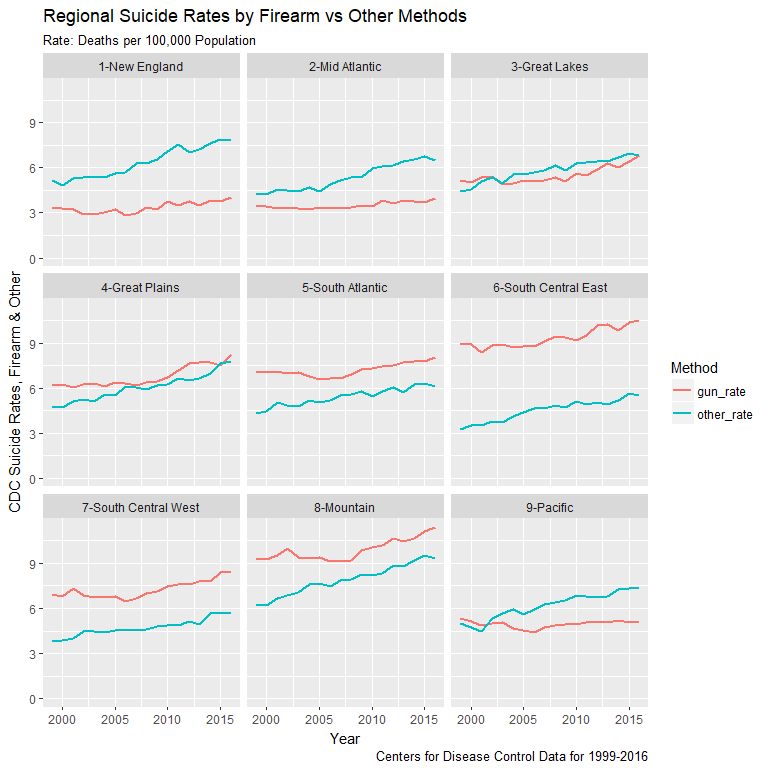 Regional Suicide Rates by Firearm vs Other Methods
Rate: Deaths per 100,000 Population
1-New England 2-Mid Atlantic 3-Great Lakes
9
6
3
0
4-Great Plains 5-South Atlantic 6-South Central East
9
6
3
0
7-South Central West 8-Mountain 9-Pacific
9
6
3
0
2000 2005 2010 2015 2000 2005 2010 2015 2000 2005 2010 2015
CDC Suicide Rates, Firearm & Other
Year
Method
gun_rate
other_rate
Centers for Disease Control Data for 1999-2016